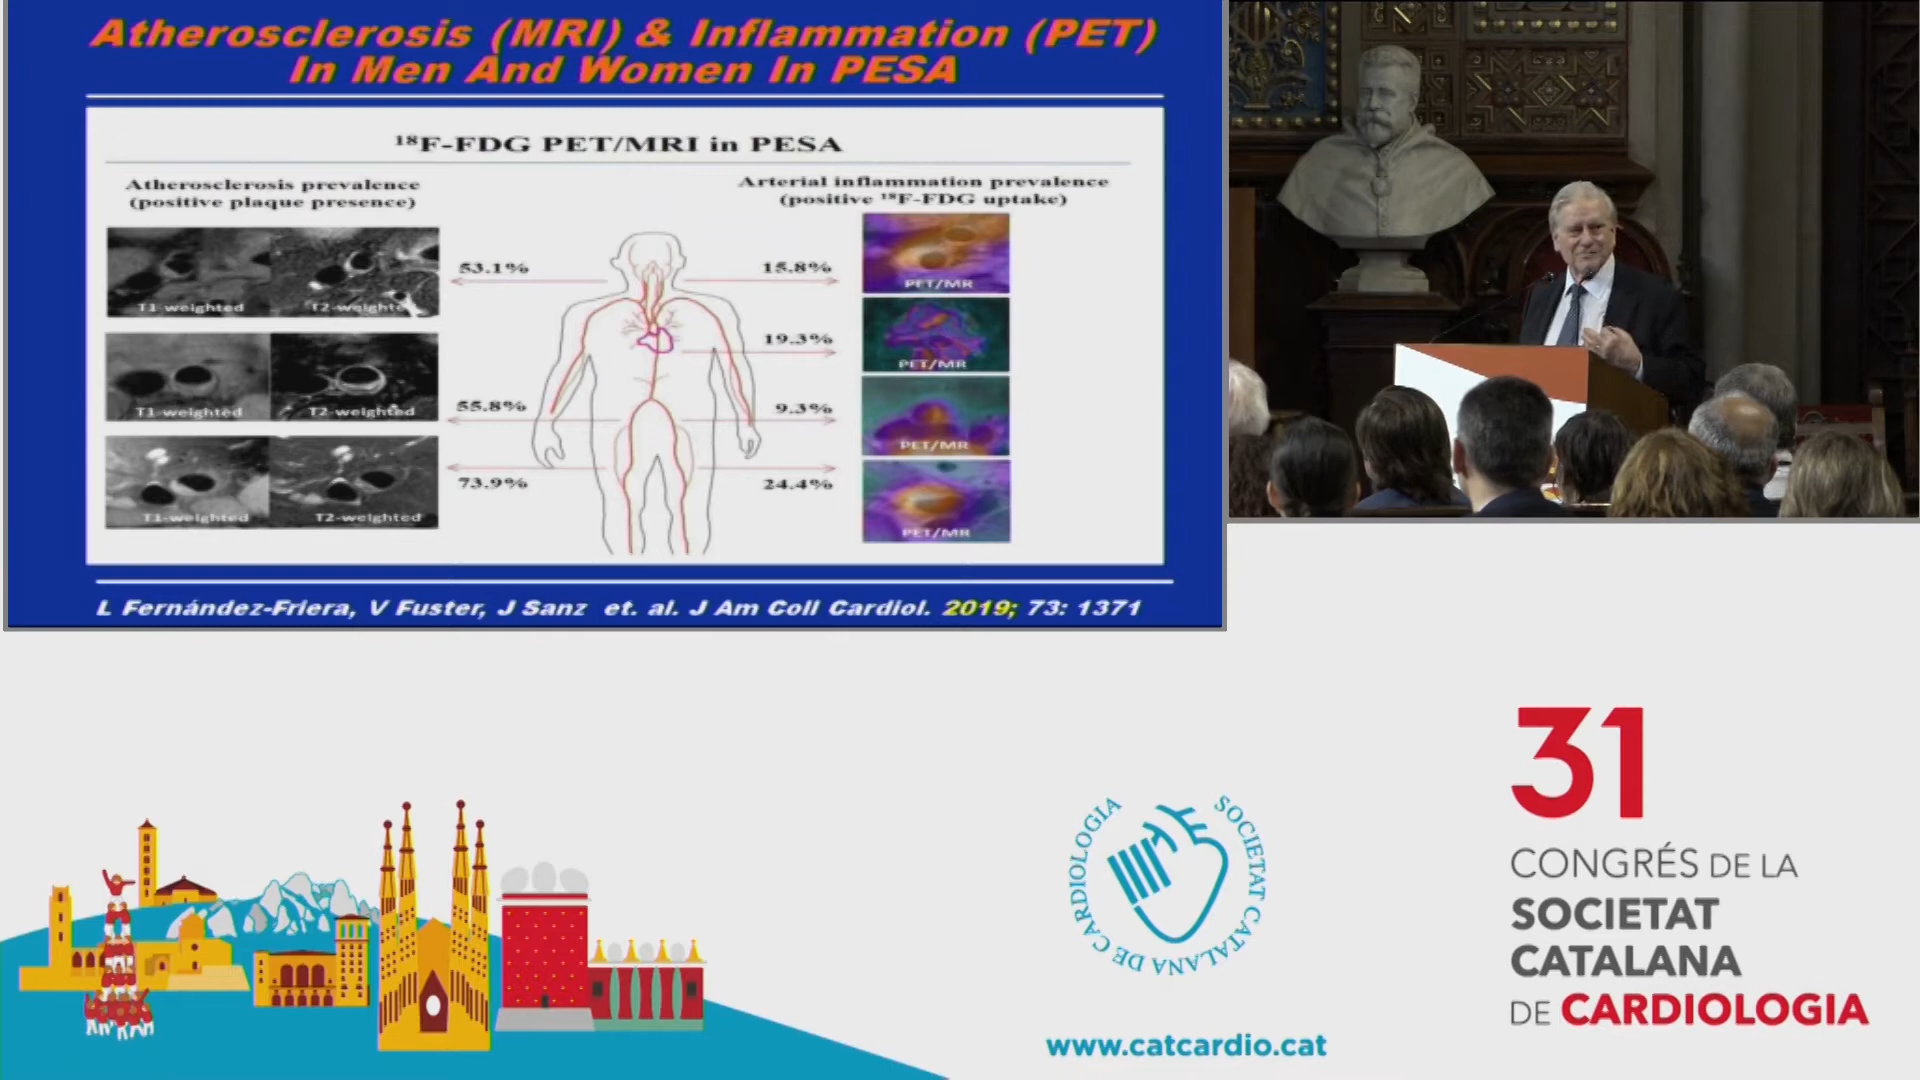 Atherosclerosis (MRI) & Inflammation (PET)
In Men And Women In PESA
¹⁸F-FDG PET/MRI in PESA
Atherosclerosis prevalence
(positive plaque presence)
Arterial inflammation prevalence
(positive ¹⁸F-FDG uptake)
T1-weighted
T2-weighte
53.1%
15.8%
PET/MR
19.3%
PET/MR
T1-weighted
T2-weighted
55.8%
9.3%
PET/MR
T1-weighted
T2-weighted
73.9%
24.4%
PET/MR
L Fernández-Friera, V Fuster, J Sanz et. al. J Am Coll Cardiol. 2019; 73: 1371
SOCIETAT CATALANA DE CARDIOLOGIA
www.catcardio.cat
31
CONGRÉS DE LA
SOCIETAT
CATALANA
DE CARDIOLOGIA